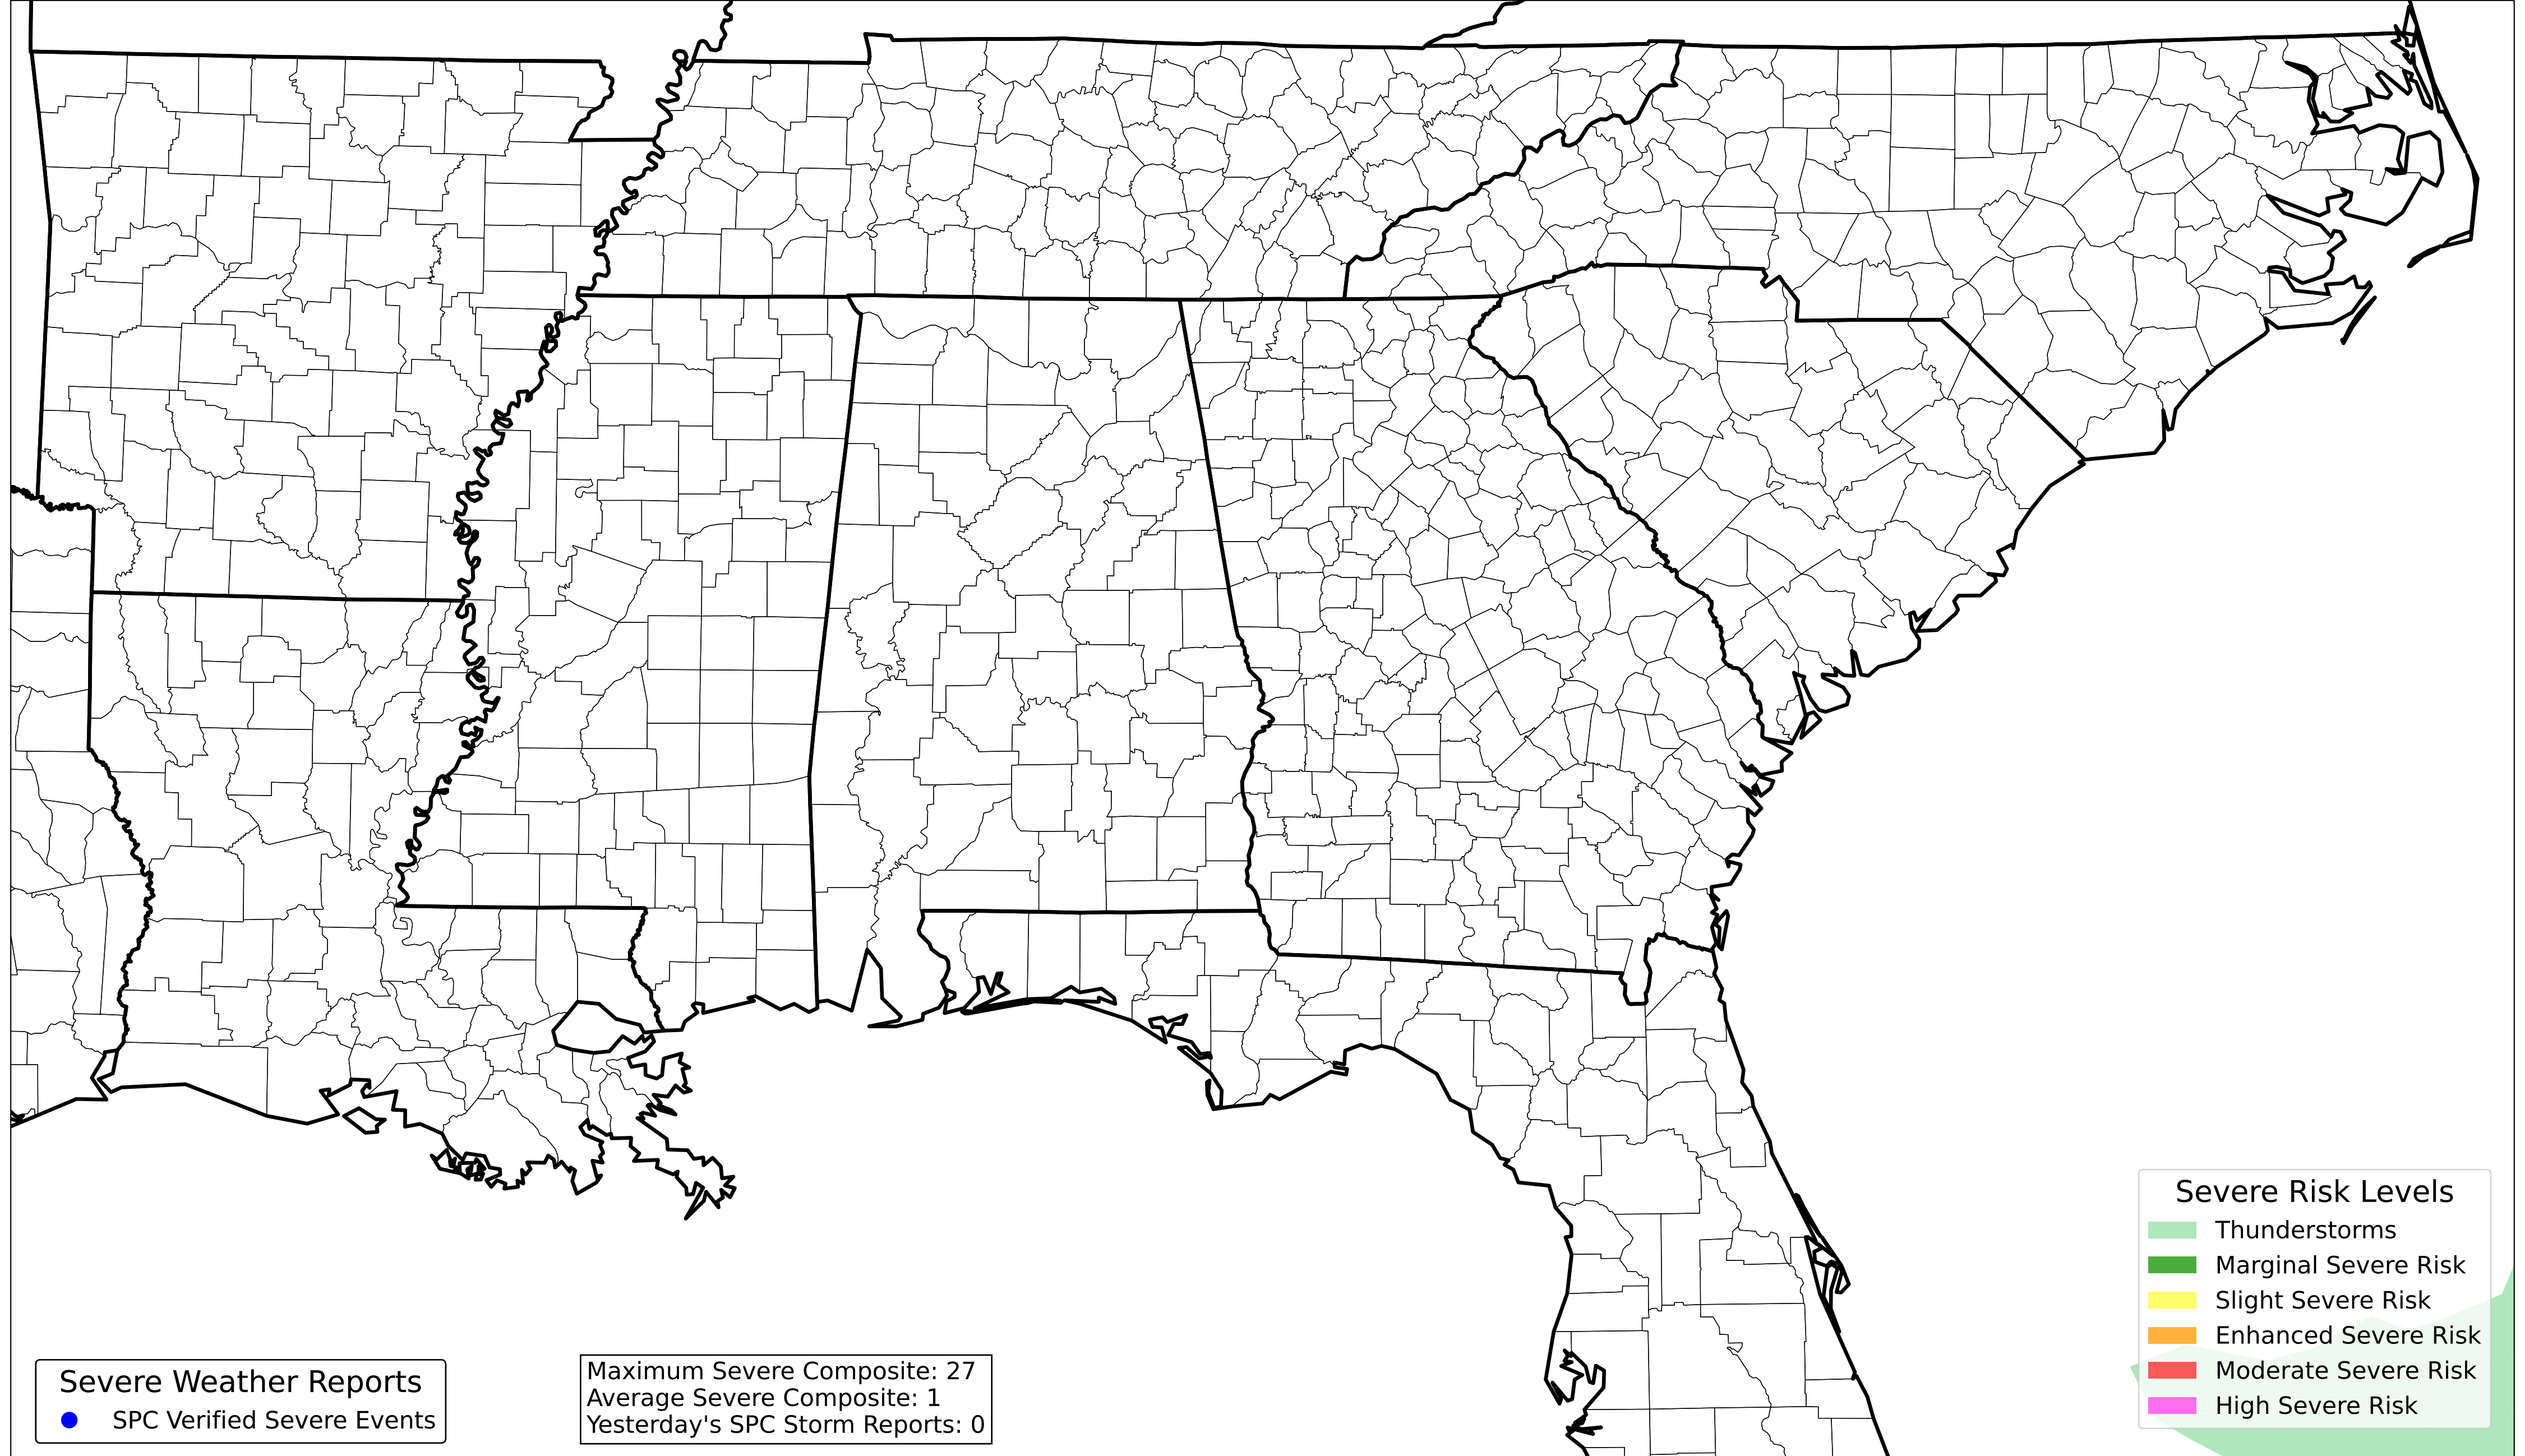 Severe Risk Levels
Thunderstorms
Marginal Severe Risk
Slight Severe Risk
Enhanced Severe Risk
Moderate Severe Risk
High Severe Risk
Severe Weather Reports
SPC Verified Severe Events
Maximum Severe Composite: 27
Average Severe Composite: 1
Yesterday's SPC Storm Reports: 0